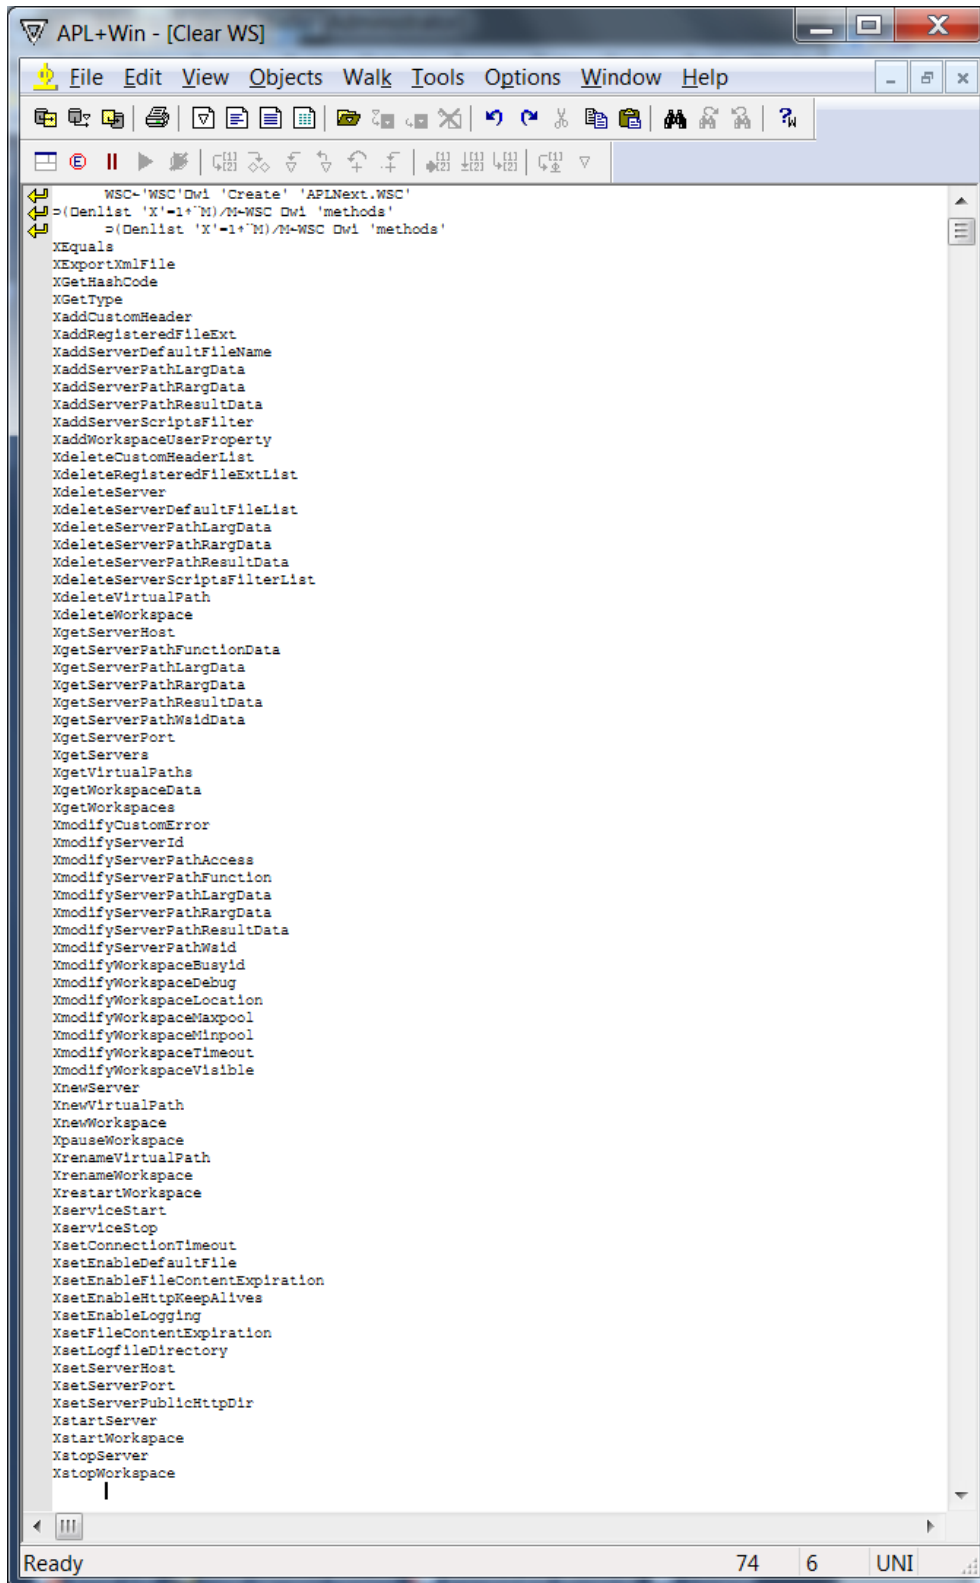 APL+Win - [Clear WS]
File Edit View Objects Walk Tools Options Window Help
WSC←'WSC'⎕wi 'Create' 'APLNext.WSC'
⊃(⎕enlist 'X'=1↑¨M)/M←WSC ⎕wi 'methods'
⊃(⎕enlist 'X'=1↑¨M)/M←WSC ⎕wi 'methods'
XEquals
XExportXmlFile
XGetHashCode
XGetType
XaddCustomHeader
XaddRegisteredFileExt
XaddServerDefaultFileName
XaddServerPathLargData
XaddServerPathRargData
XaddServerPathResultData
XaddServerScriptsFilter
XaddWorkspaceUserProperty
XdeleteCustomHeaderList
XdeleteRegisteredFileExtList
XdeleteServer
XdeleteServerDefaultFileList
XdeleteServerPathLargData
XdeleteServerPathRargData
XdeleteServerPathResultData
XdeleteServerScriptsFilterList
XdeleteVirtualPath
XdeleteWorkspace
XgetServerHost
XgetServerPathFunctionData
XgetServerPathLargData
XgetServerPathRargData
XgetServerPathResultData
XgetServerPathWsidData
XgetServerPort
XgetServers
XgetVirtualPaths
XgetWorkspaceData
XgetWorkspaces
XmodifyCustomError
XmodifyServerId
XmodifyServerPathAccess
XmodifyServerPathFunction
XmodifyServerPathLargData
XmodifyServerPathRargData
XmodifyServerPathResultData
XmodifyServerPathWsid
XmodifyWorkspaceBusyid
XmodifyWorkspaceDebug
XmodifyWorkspaceLocation
XmodifyWorkspaceMaxpool
XmodifyWorkspaceMinpool
XmodifyWorkspaceTimeout
XmodifyWorkspaceVisible
XnewServer
XnewVirtualPath
XnewWorkspace
XpauseWorkspace
XrenameVirtualPath
XrenameWorkspace
XrestartWorkspace
XserviceStart
XserviceStop
XsetConnectionTimeout
XsetEnableDefaultFile
XsetEnableFileContentExpiration
XsetEnableHttpKeepAlives
XsetEnableLogging
XsetFileContentExpiration
XsetLogfileDirectory
XsetServerHost
XsetServerPort
XsetServerPublicHttpDir
XstartServer
XstartWorkspace
XstopServer
XstopWorkspace
Ready 74 6 UNI